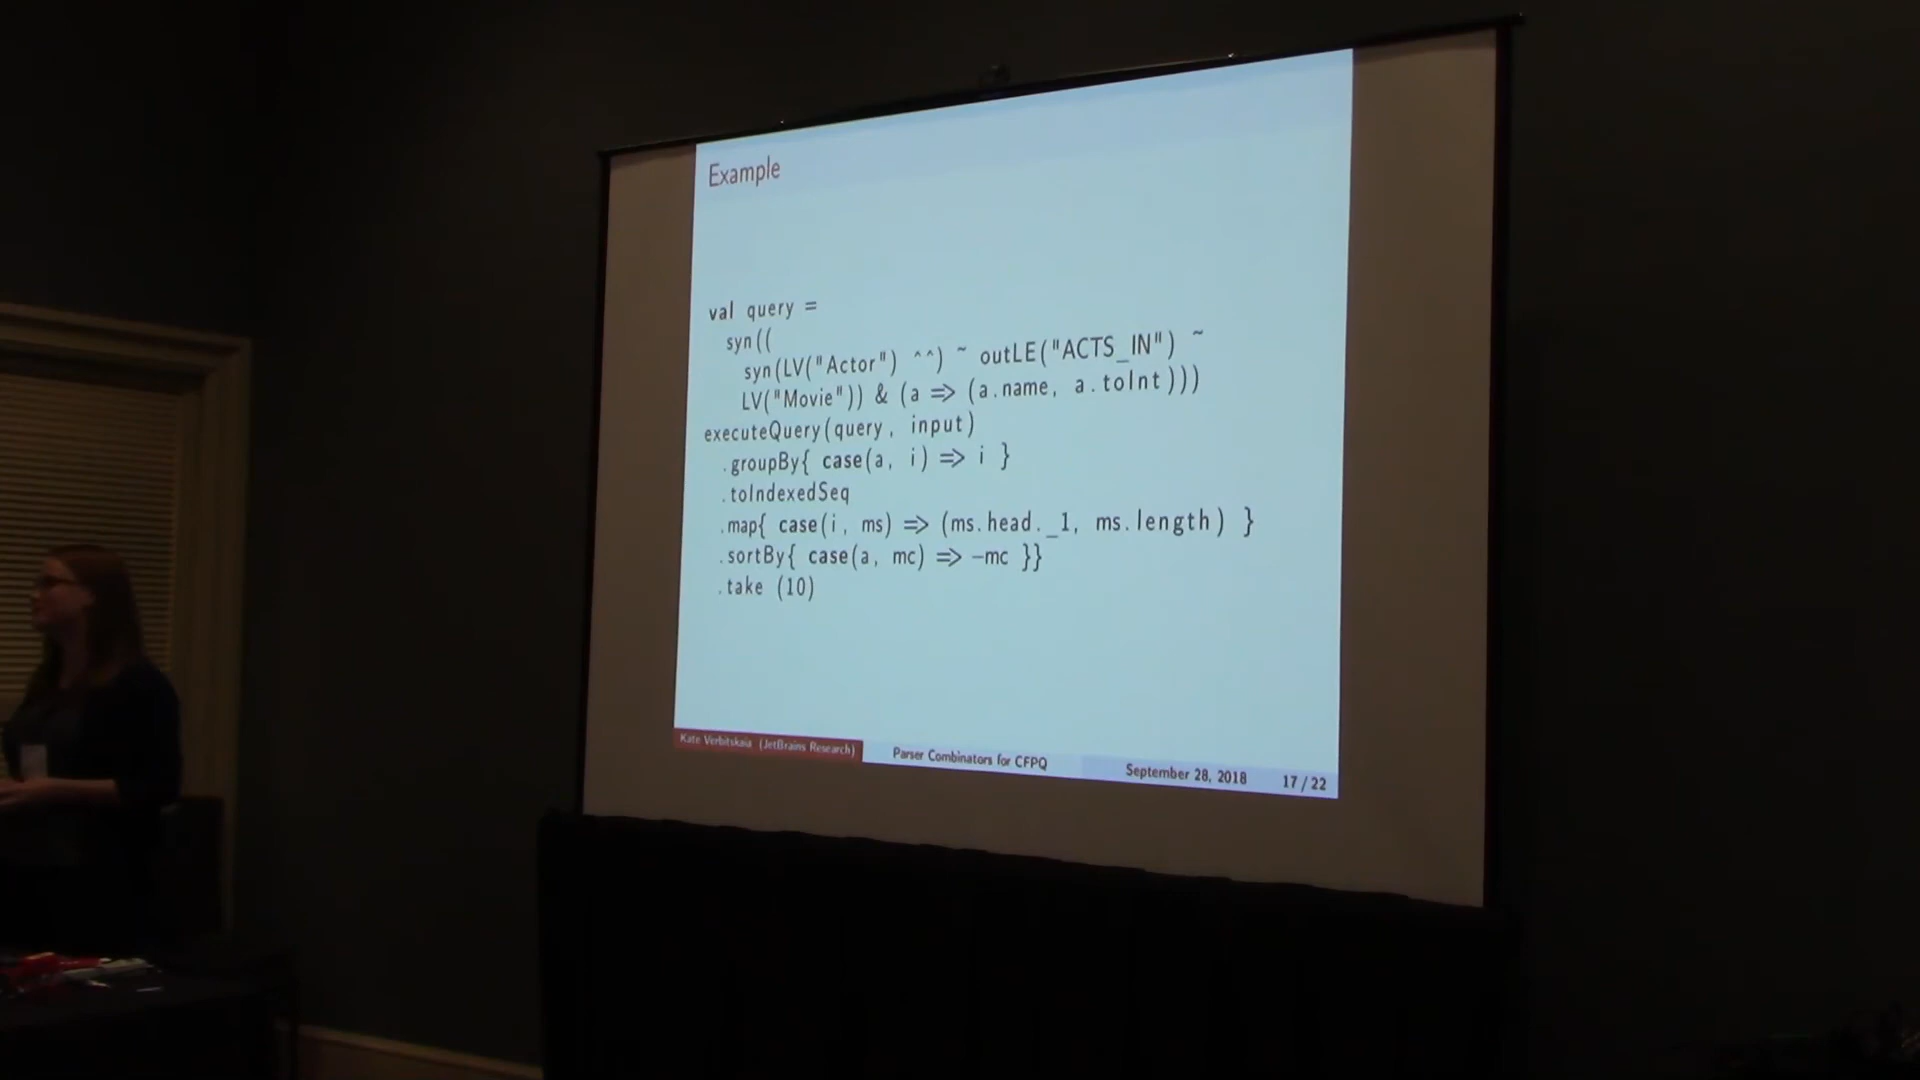 Example
val query =
syn((
syn(LV("Actor") ^^) ~ outLE("ACTS_IN") ~
LV("Movie")) & (a => (a.name, a.toInt)))
executeQuery(query, input)
.groupBy{ case(a, i) => i }
.toIndexedSeq
.map{ case(i, ms) => (ms.head._1, ms.length) }
.sortBy{ case(a, mc) => -mc }}
.take (10)
Kate Verbitskaia (JetBrains Research)
Parser Combinators for CFPQ
September 28, 2018
17 / 22